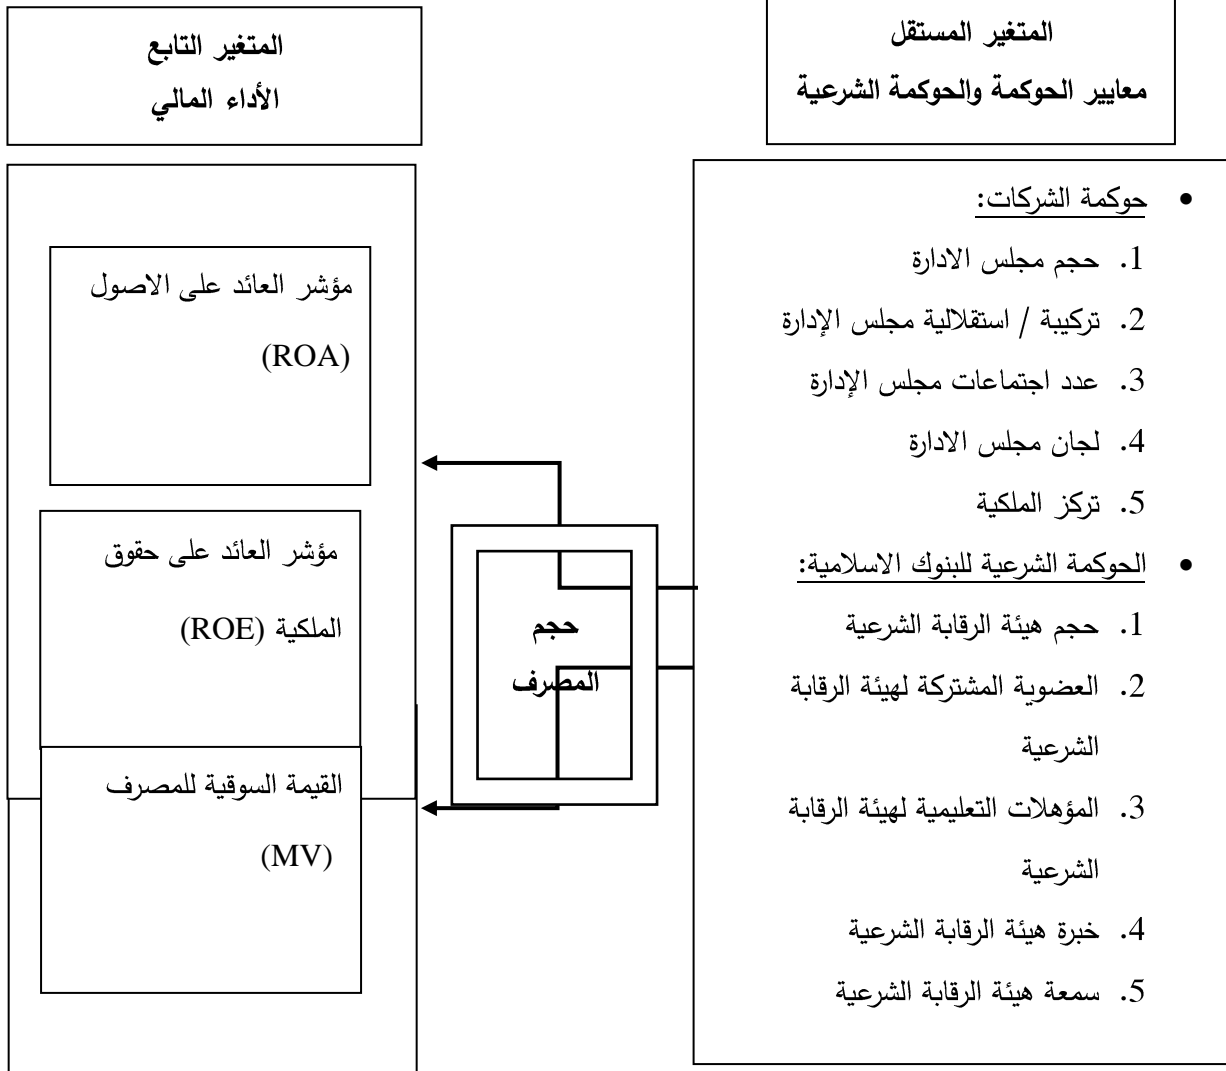 المتغير المستقل
معايير الحوكمة والحوكمة الشرعية
• حوكمة الشركات:
1. حجم مجلس الادارة
2. تركيبة / استقلالية مجلس الإدارة
3. عدد اجتماعات مجلس الإدارة
4. لجان مجلس الادارة
5. تركز الملكية
• الحوكمة الشرعية للبنوك الاسلامية:
1. حجم هيئة الرقابة الشرعية
2. العضوية المشتركة لهيئة الرقابة
الشرعية
3. المؤهلات التعليمية لهيئة الرقابة
الشرعية
4. خبرة هيئة الرقابة الشرعية
5. سمعة هيئة الرقابة الشرعية
حجم
المصرف
المتغير التابع
الأداء المالي
مؤشر العائد على الاصول
(ROA)
مؤشر العائد على حقوق
الملكية (ROE)
القيمة السوقية للمصرف
(MV)